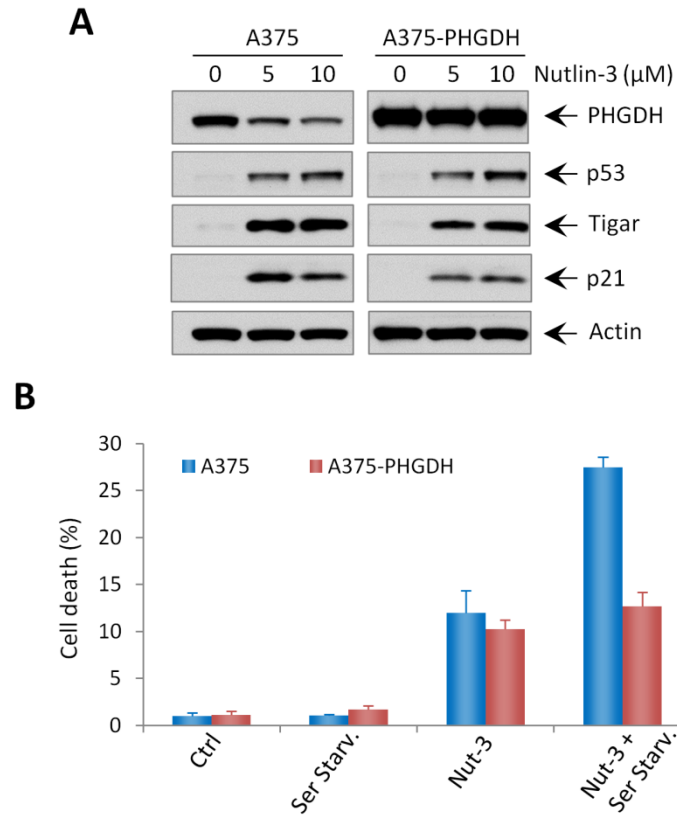 A
A375 A375-PHGDH
0 5 10 0 5 10 Nutlin-3 (µM)
PHGDH
p53
Tigar
p21
Actin
B
30
25
20
15
10
5
0
Cell death (%)
A375 A375-PHGDH
Ctrl
Ser Starv.
Nut-3
Nut-3 +
Ser Starv.